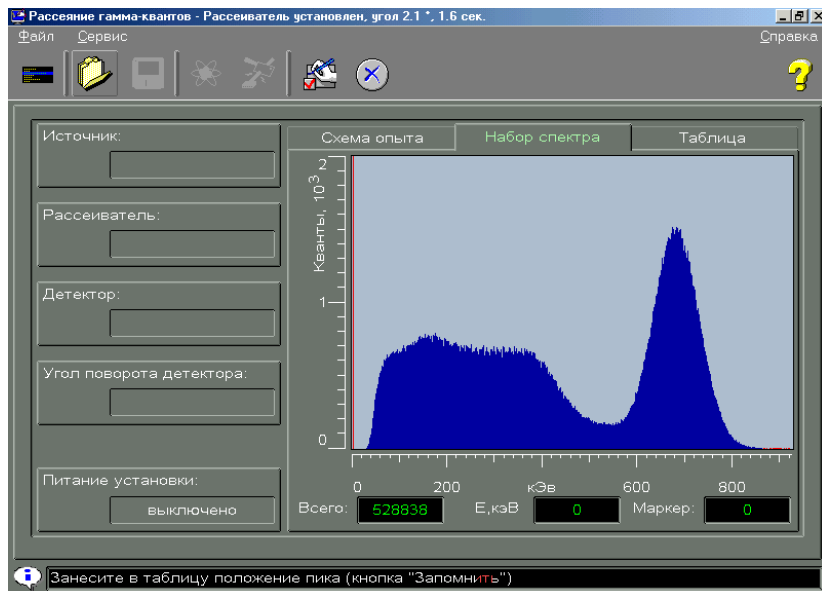 Рассеяние гамма-квантов - Рассеиватель установлен, угол 2.1 *, 1.6 сек.
Файл Сервис Справка
Источник:
Рассеиватель:
Детектор:
Угол поворота детектора:
Питание установки:
выключено
Схема опыта Набор спектра Таблица
Кванты, 10³
2
1
0
0 200 кЭв 600 800
Всего: 528838 Е,кэВ 0 Маркер: 0
Занесите в таблицу положение пика (кнопка "Запомнить")